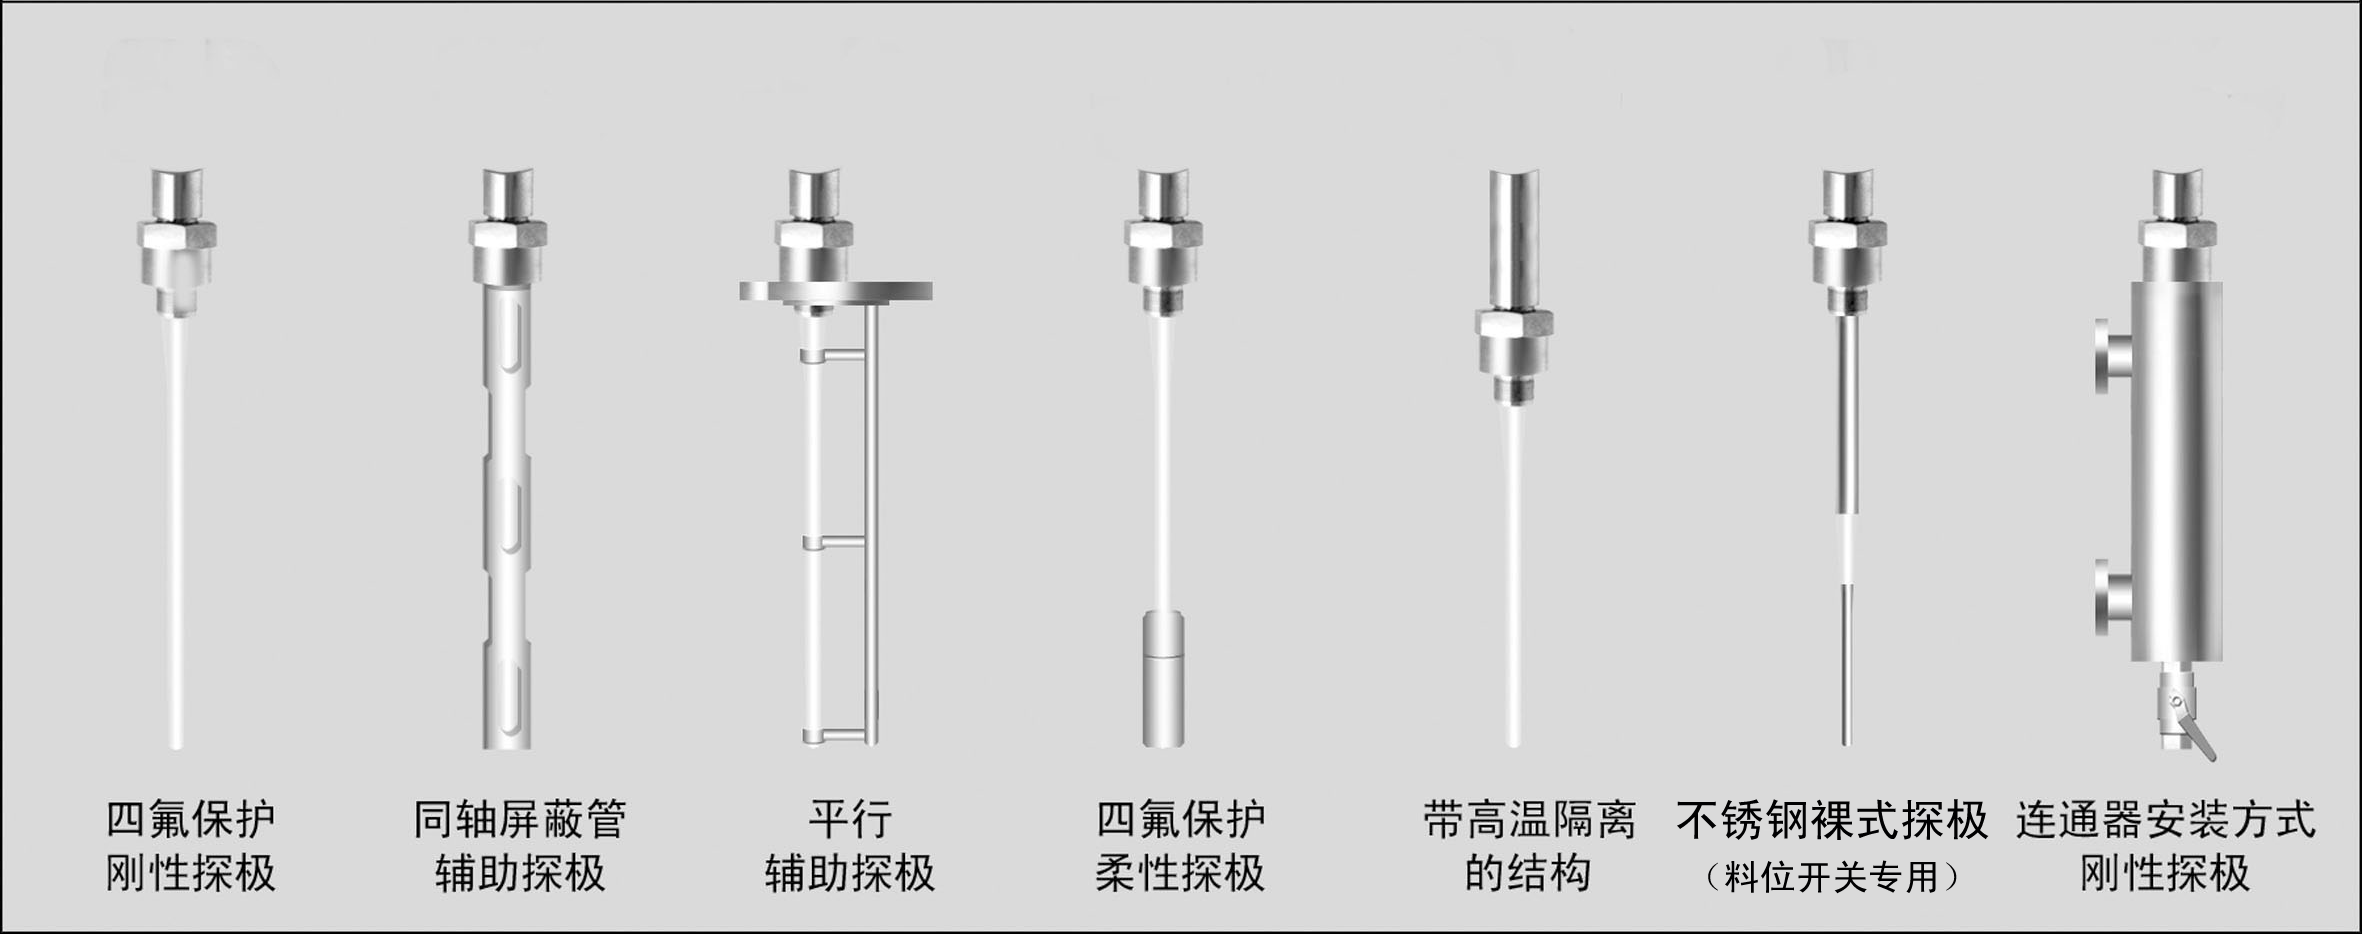 四氟保护
刚性探极
同轴屏蔽管
辅助探极
平行
辅助探极
四氟保护
柔性探极
带高温隔离
的结构
不锈钢裸式探极
（料位开关专用）
连通器安装方式
刚性探极